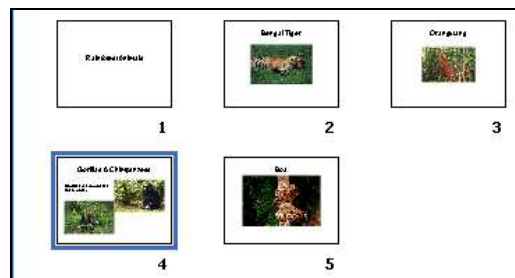 Rainforest Animals
Bengal Tiger
Orangutang
1
2
3
Gorillas & Chimpanzees
Boa
4
5